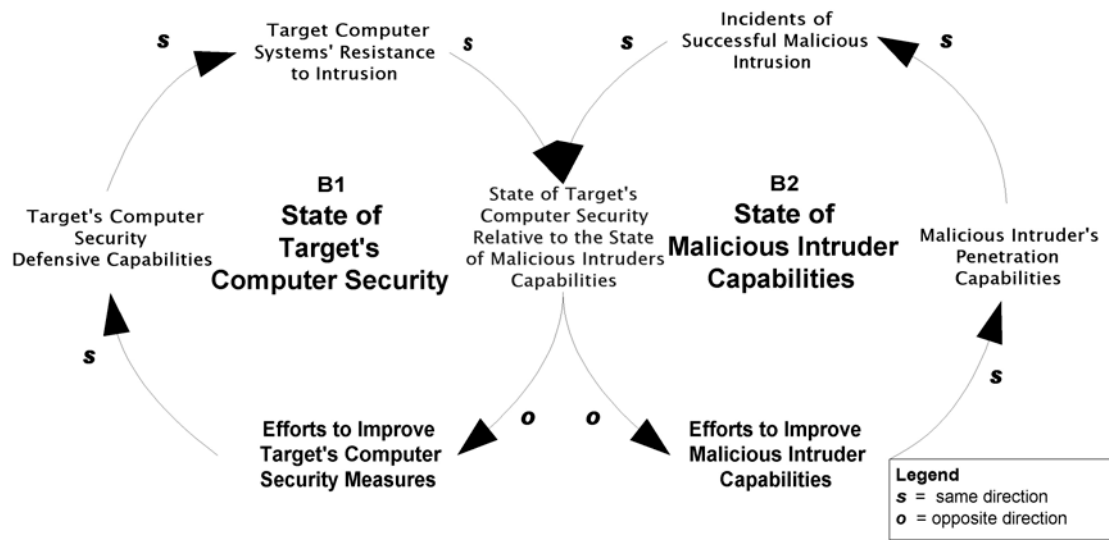 Target Computer
Systems' Resistance
to Intrusion
s
s
Incidents of
Successful Malicious
Intrusion
s
s
B1
State of
Target's
Computer Security
State of Target's
Computer Security
Relative to the State
of Malicious Intruders
Capabilities
B2
State of
Malicious Intruder
Capabilities
Target's Computer
Security
Defensive Capabilities
Malicious Intruder's
Penetration
Capabilities
s
o
o
s
Efforts to Improve
Target's Computer
Security Measures
Efforts to Improve
Malicious Intruder
Capabilities
Legend
s = same direction
o = opposite direction